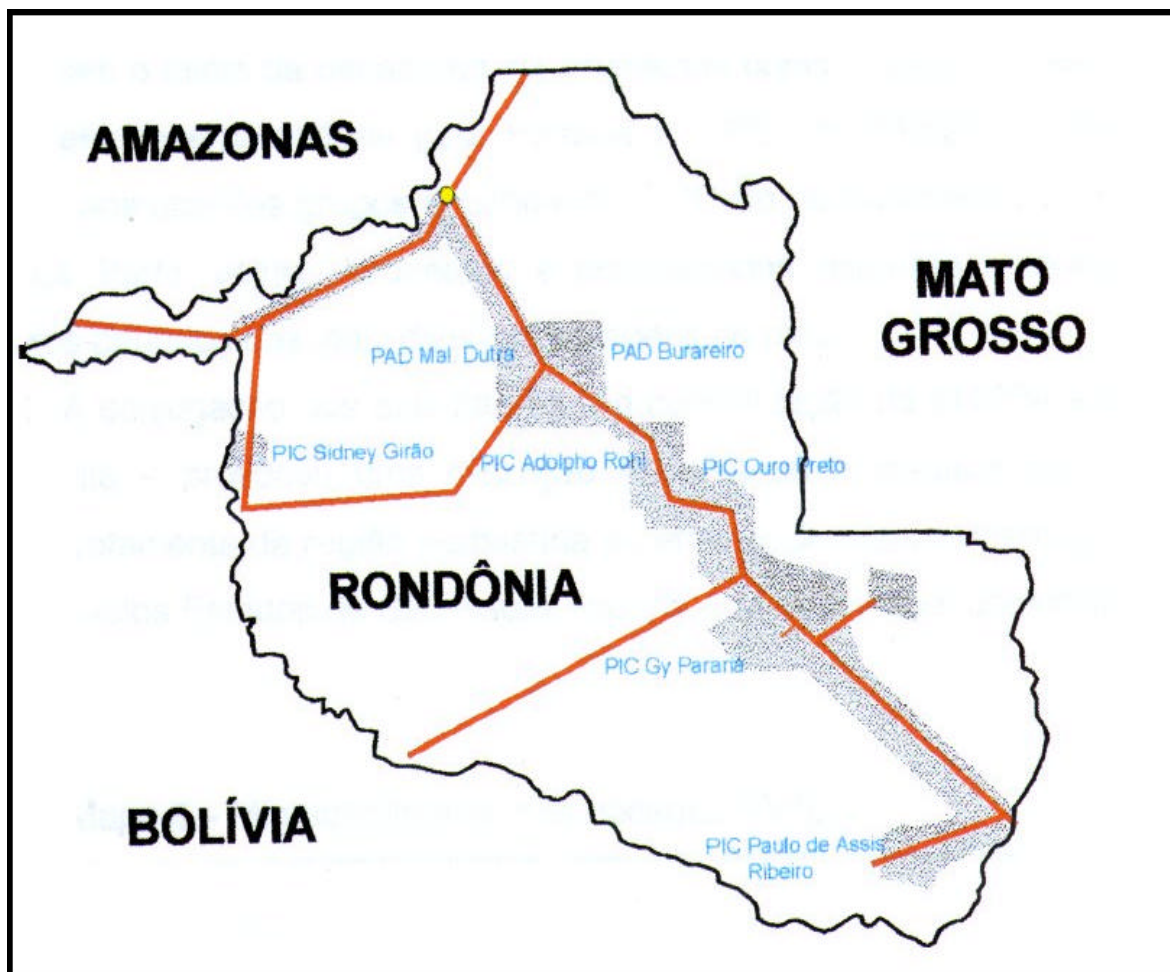 AMAZONAS
MATO
GROSSO
PAD Mal. Dutra
PAD Burareiro
PIC Sidney Girão
PIC Adolpho Rohl
PIC Ouro Preto
RONDÔNIA
PIC Gy Paraná
BOLÍVIA
PIC Paulo de Assis
Ribeiro